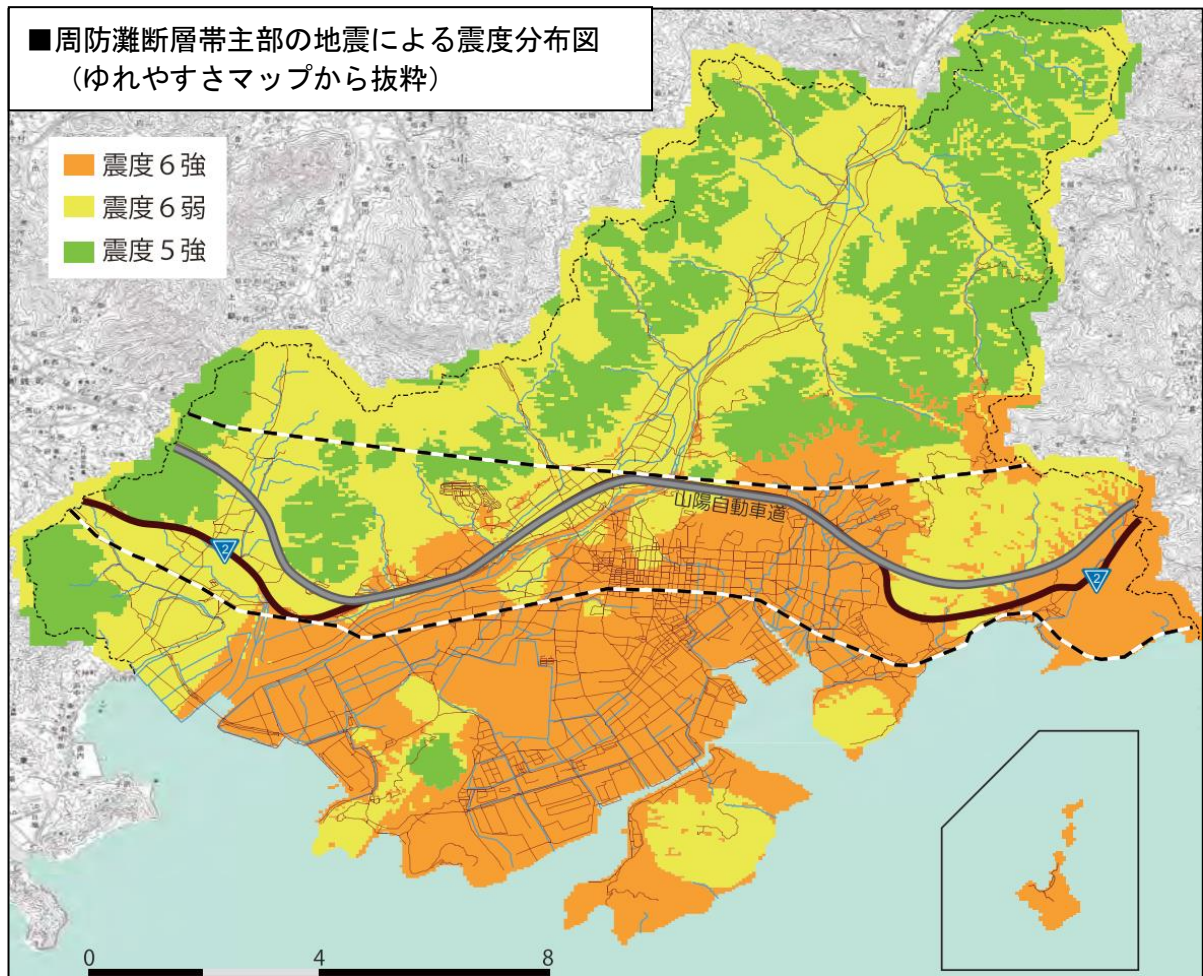 ■周防灘断層帯主部の地震による震度分布図
（ゆれやすさマップから抜粋）
震度６強
震度６弱
震度５強
山陽自動車道
2
2
0
4
8